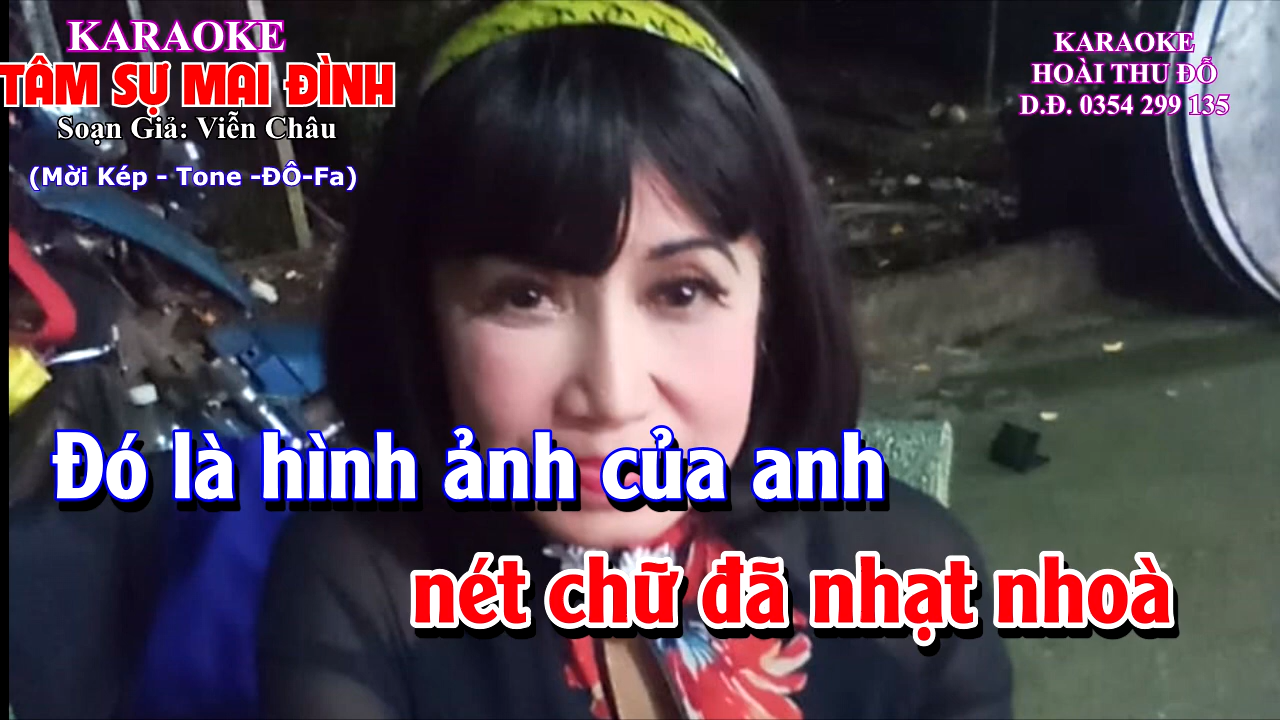 KARAOKE
TÂM SỰ MAI ĐÌNH
Soạn Giả: Viễn Châu
(Mời Kép - Tone -ĐÔ-Fa)
KARAOKE
HOÀI THU ĐỖ
D.Đ. 0354 299 135
Đó là hình ảnh của anh
nét chữ đã nhạt nhoà